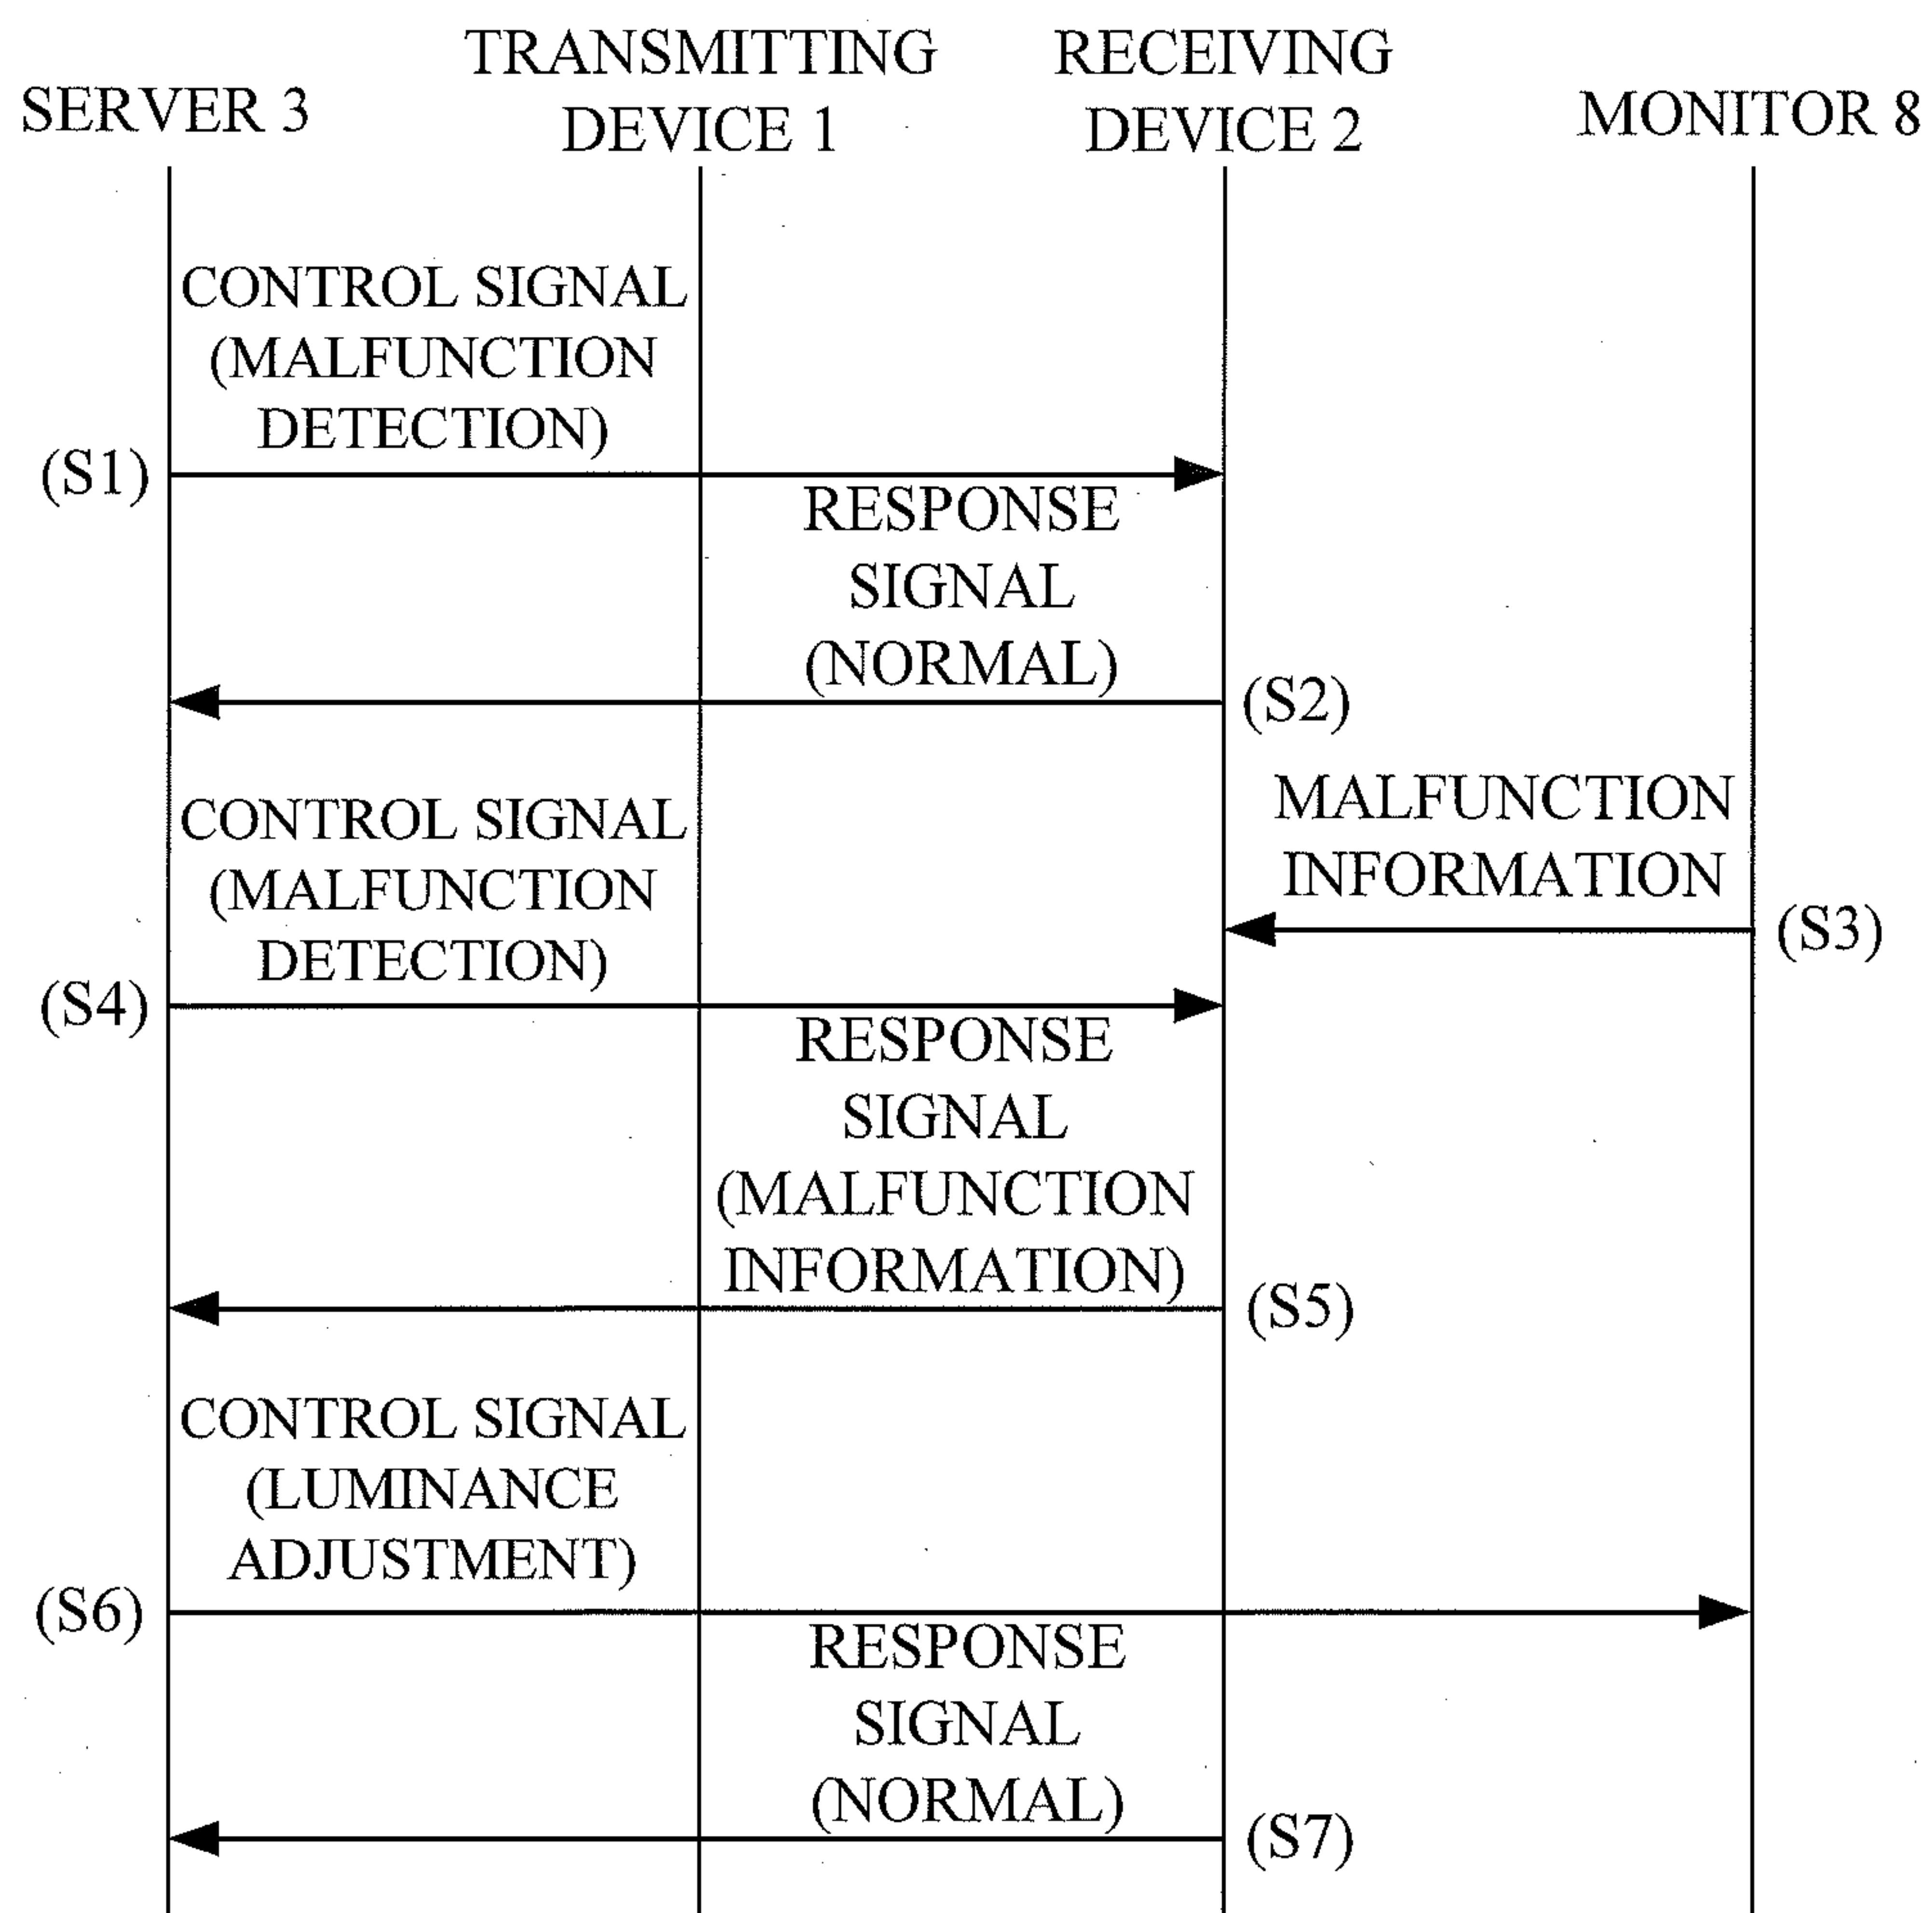 SERVER 3
TRANSMITTING
DEVICE 1
RECEIVING
DEVICE 2
MONITOR 8
CONTROL SIGNAL
(MALFUNCTION
DETECTION)
(S1)
RESPONSE
SIGNAL
(NORMAL)
(S2)
MALFUNCTION
INFORMATION
(S3)
CONTROL SIGNAL
(MALFUNCTION
DETECTION)
(S4)
RESPONSE
SIGNAL
(MALFUNCTION
INFORMATION)
(S5)
CONTROL SIGNAL
(LUMINANCE
ADJUSTMENT)
(S6)
RESPONSE
SIGNAL
(NORMAL)
(S7)